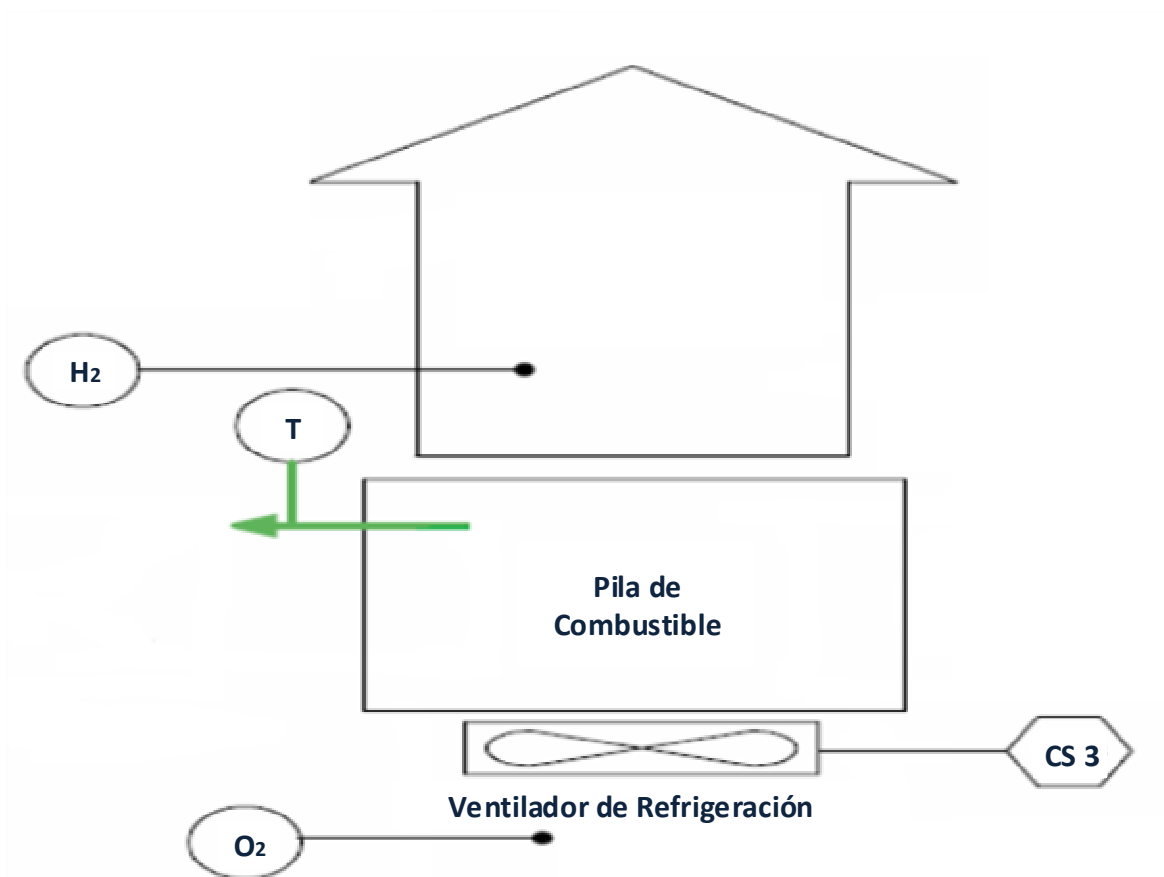 H2
T
Pila de
Combustible
CS 3
Ventilador de Refrigeración
O2